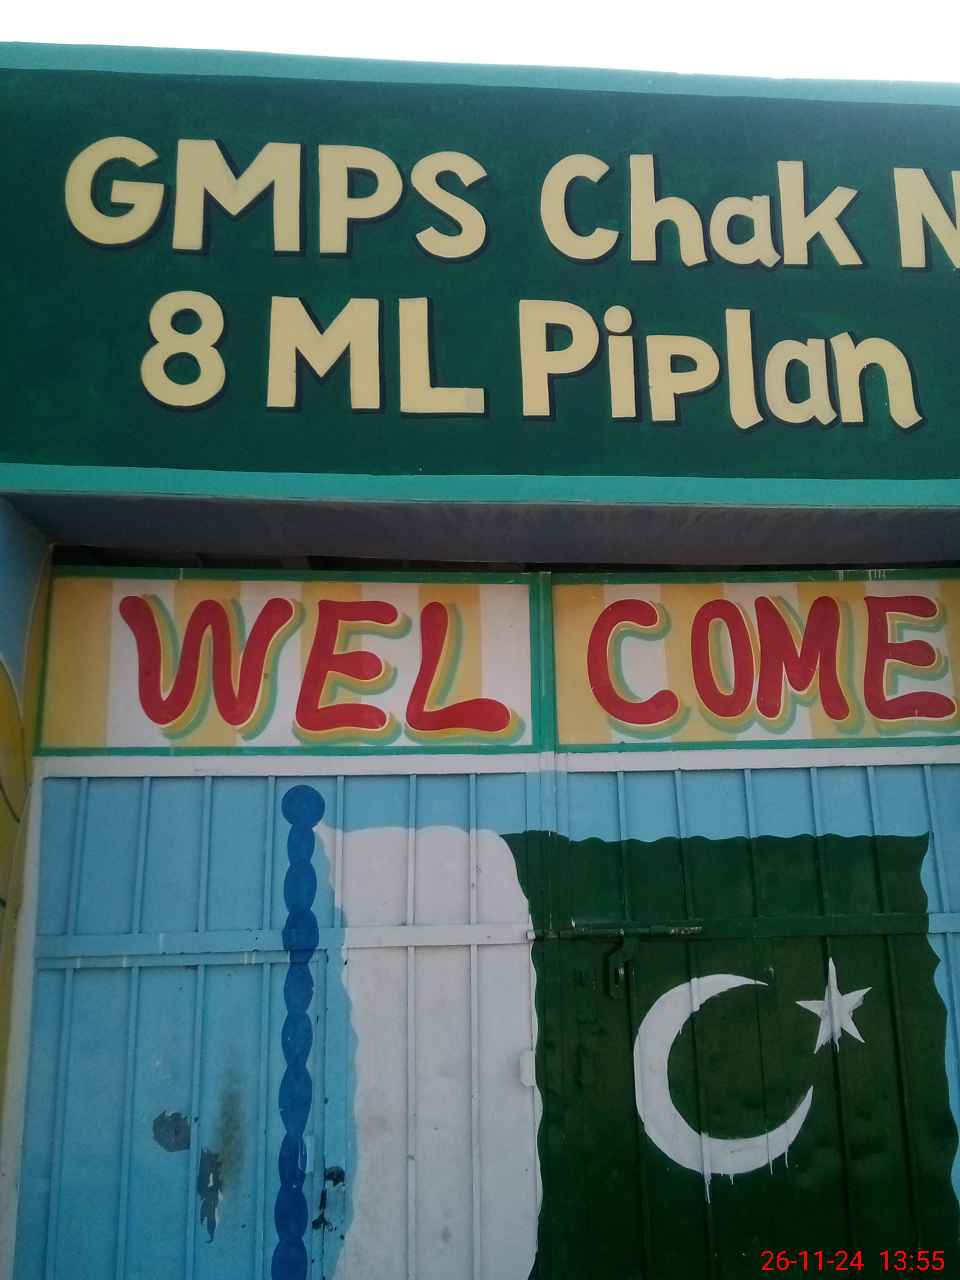 GMPS Chak N
8 ML Piplan
WEL COME
26-11-24 13:55